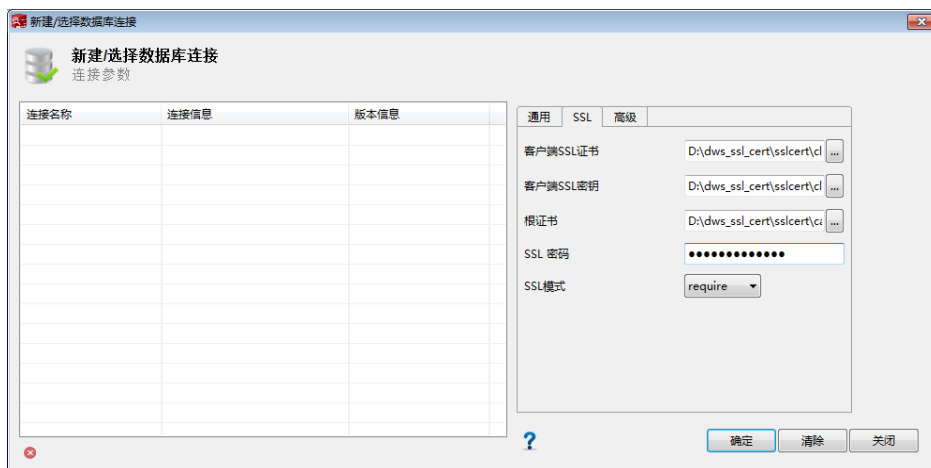 新建/选择数据库连接
新建/选择数据库连接
连接参数
连接名称 连接信息 版本信息
通用 SSL 高级
客户端SSL证书 D:\dws_ssl_cert\sslcert\cl ...
客户端SSL密钥 D:\dws_ssl_cert\sslcert\cl ...
根证书 D:\dws_ssl_cert\sslcert\ca ...
SSL 密码 ●●●●●●●●●●●●●
SSL模式 require
? 确定 清除 关闭